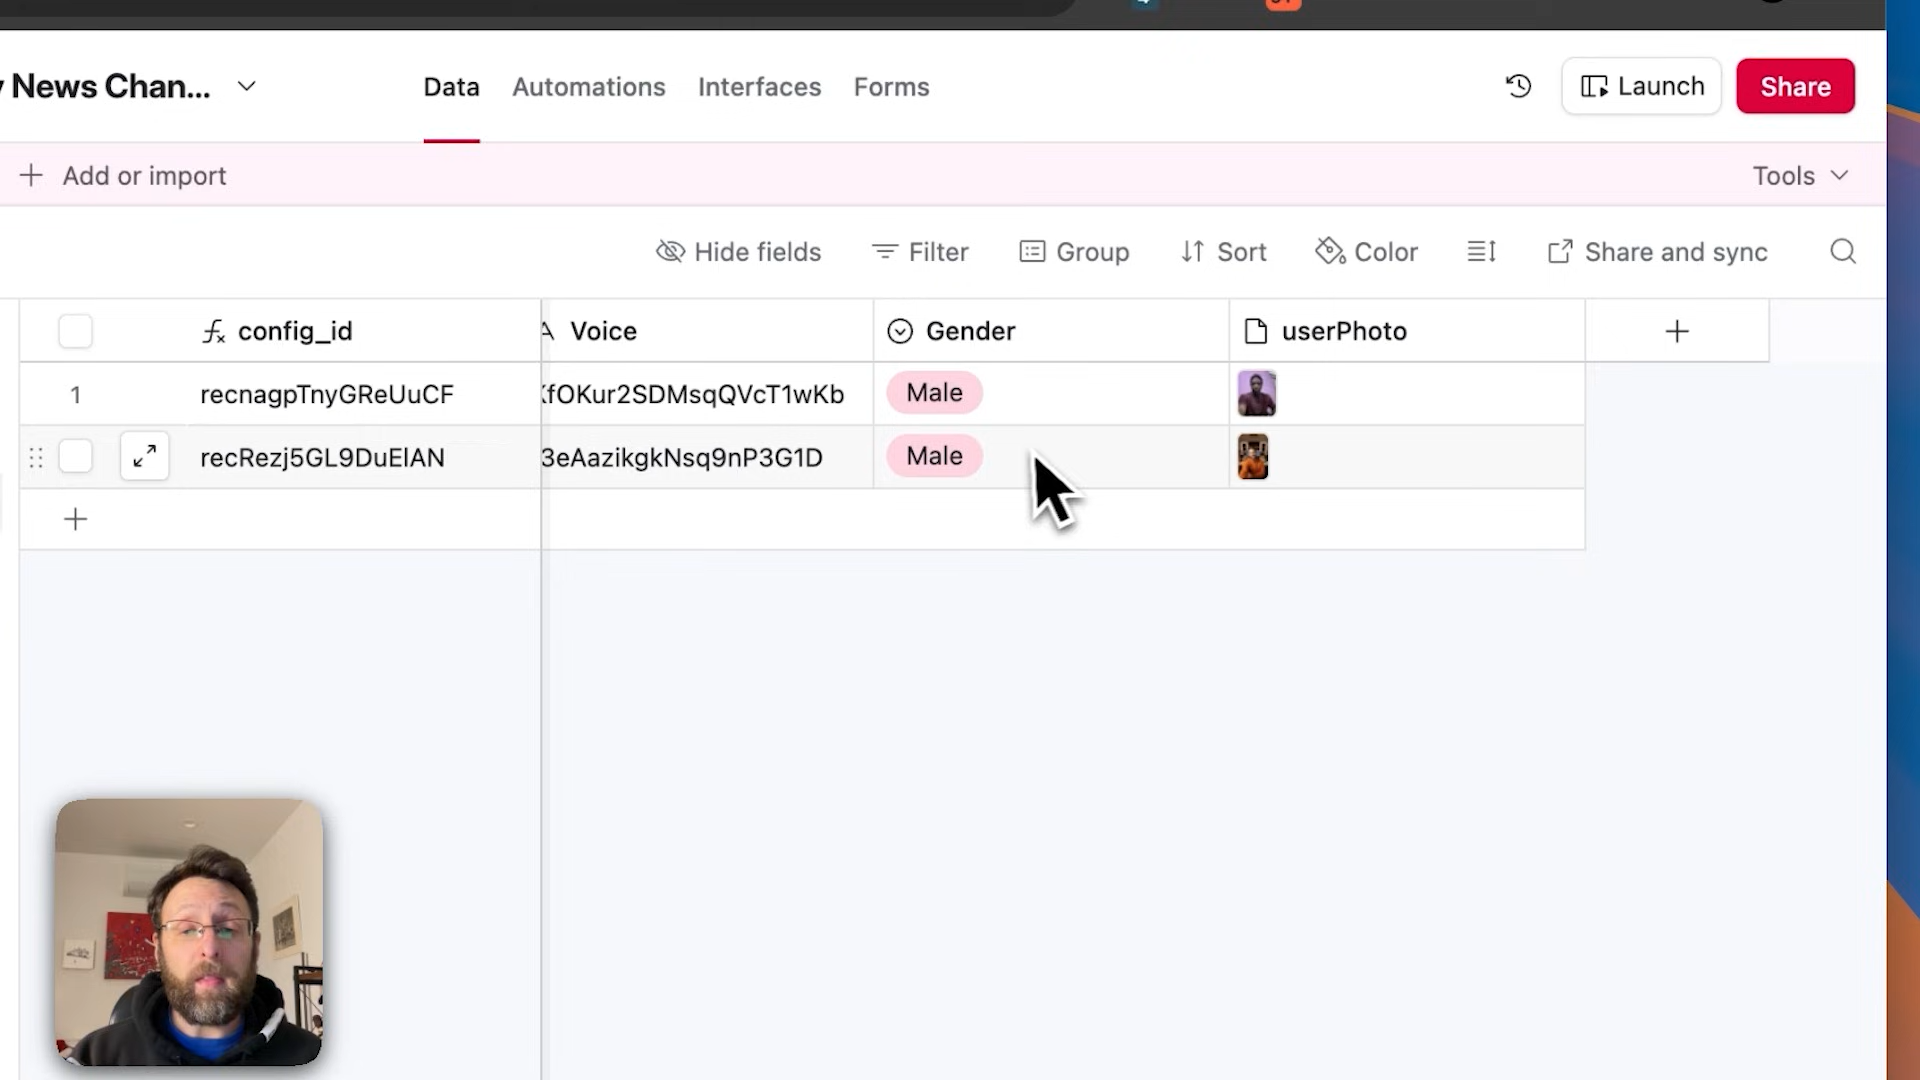 News Chan...
Data
Automations
Interfaces
Forms
Launch
Share
Add or import
Tools
Hide fields
Filter
Group
Sort
Color
Share and sync
config_id
Voice
Gender
userPhoto
1
recnagpTnyGReUuCF
fOKur2SDMsqQVcT1wKb
Male
recRezj5GL9DuElAN
3eAazikgkNsq9nP3G1D
Male